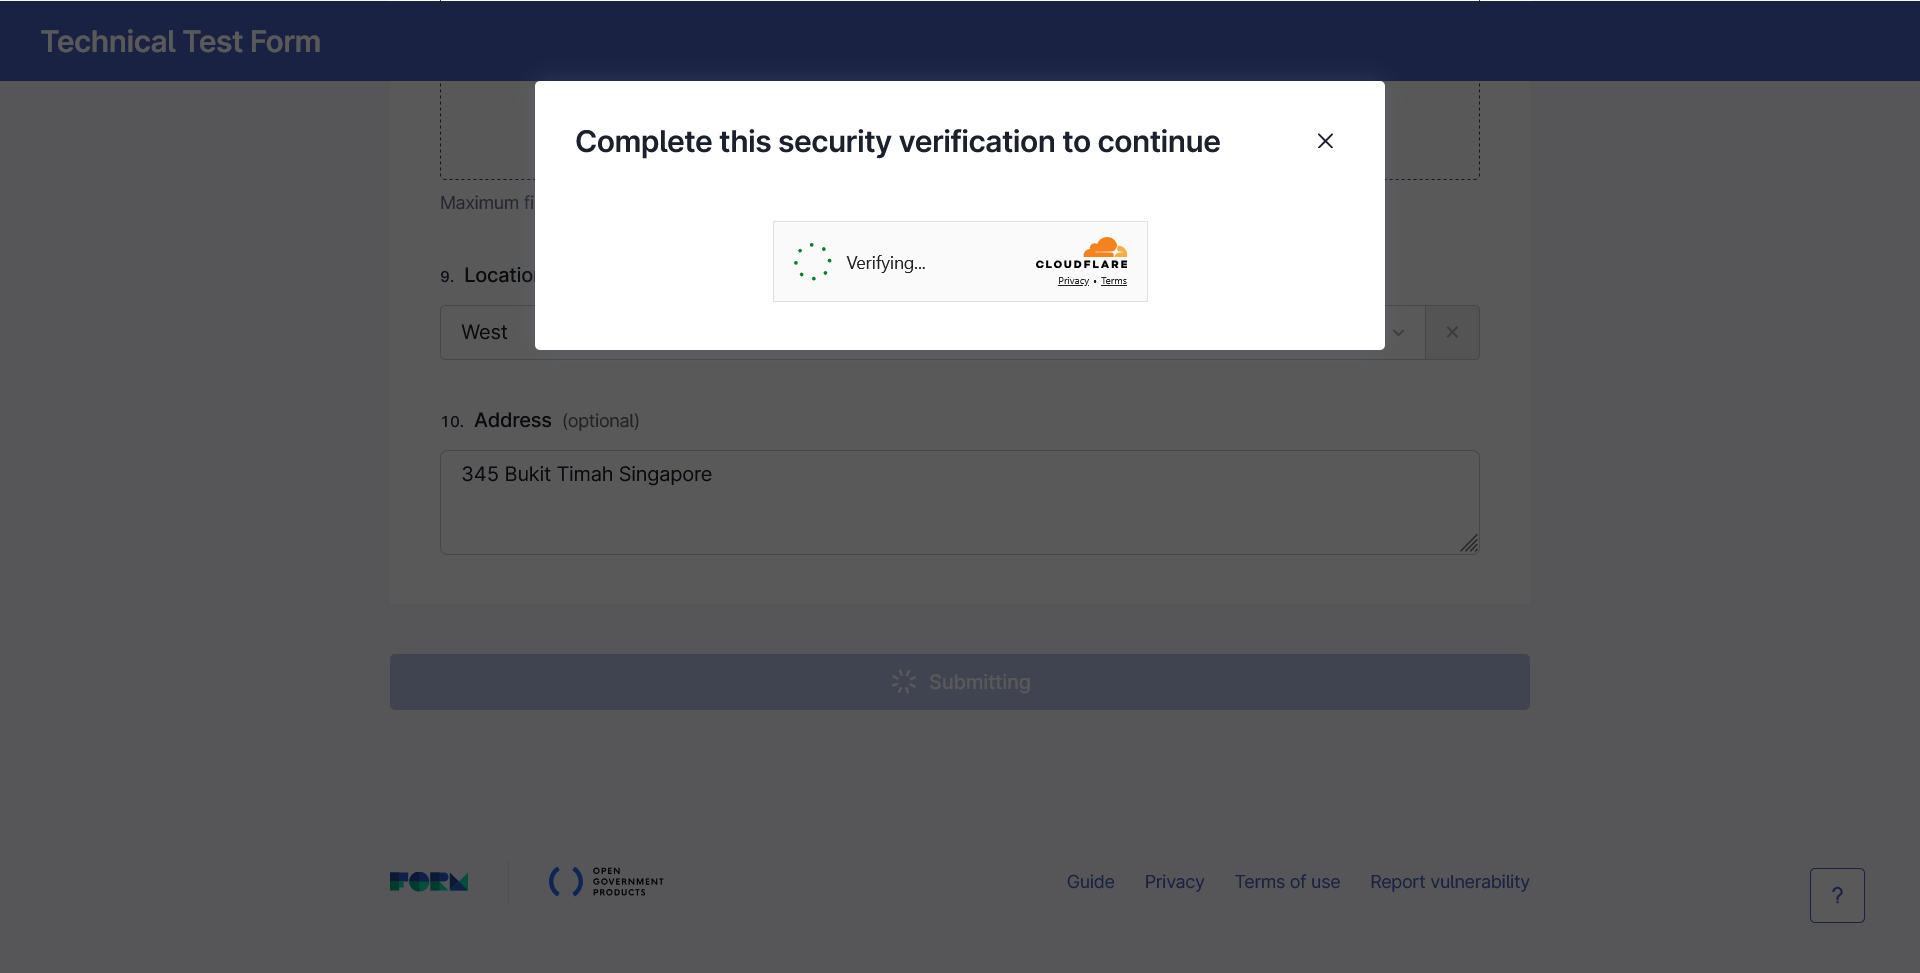 Technical Test Form
Complete this security verification to continue
Verifying...
CLOUDFLARE
Privacy • Terms
Maximum fi
9. Location
West
10. Address (optional)
345 Bukit Timah Singapore
Submitting
FORM
OPEN
GOVERNMENT
PRODUCTS
Guide Privacy Terms of use Report vulnerability
?